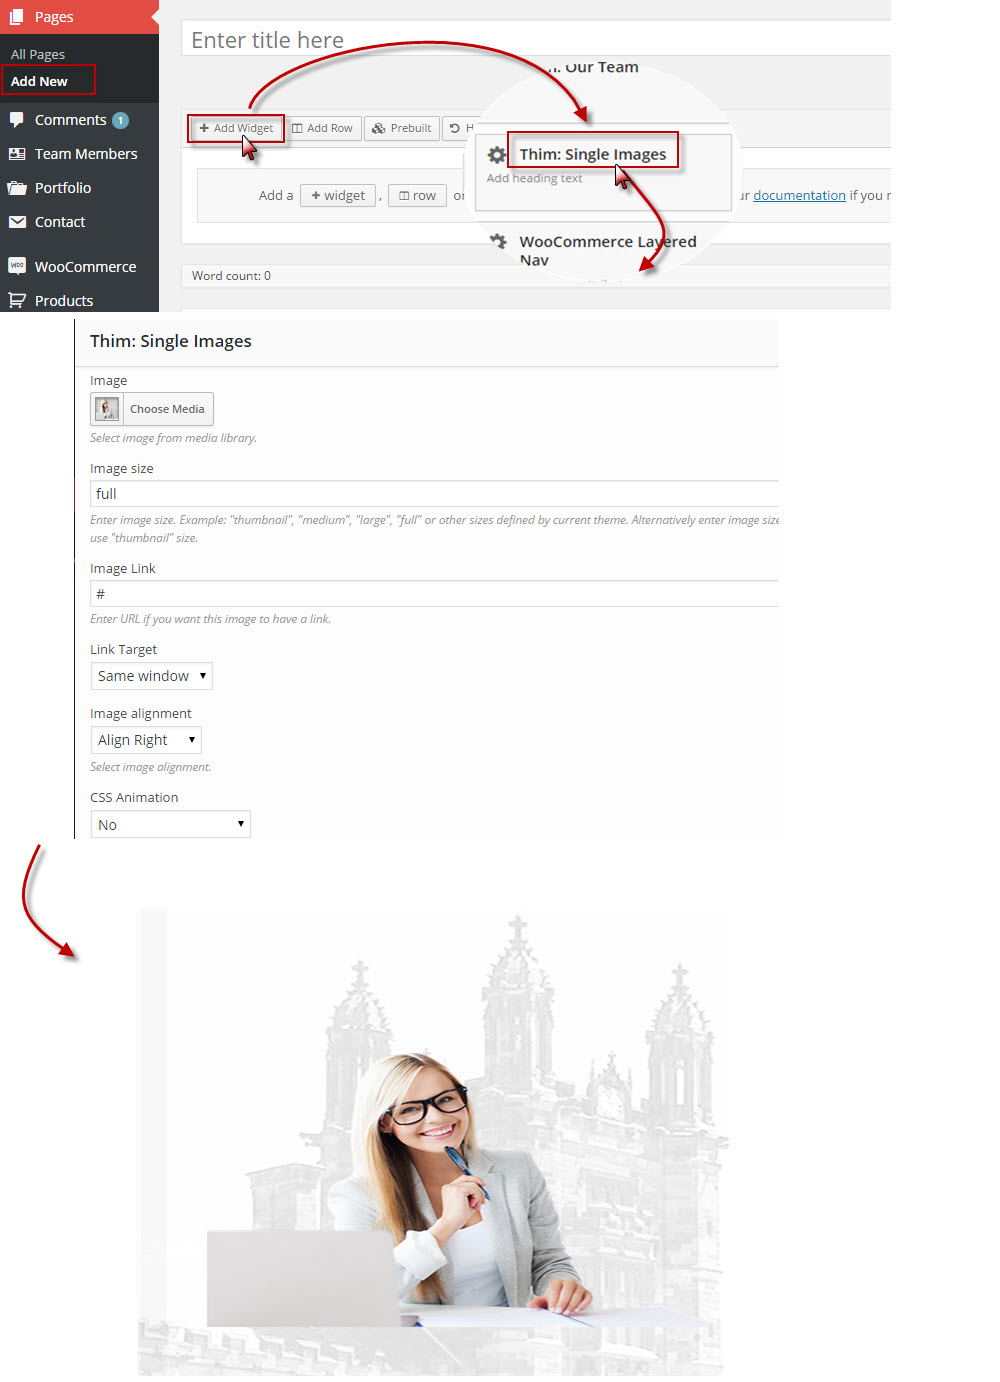 Pages
All Pages
Add New
Comments 1
Team Members
Portfolio
Contact
WooCommerce
Products
Enter title here
Our Team
Add Widget
Add Row
Prebuilt
H
Thim: Single Images
Add heading text
Add a + widget , row or
ur documentation if you r
WooCommerce Layered
Nav
Word count: 0
Thim: Single Images
Image
Choose Media
Select image from media library.
Image size
full
Enter image size. Example: "thumbnail", "medium", "large", "full" or other sizes defined by current theme. Alternatively enter image size
use "thumbnail" size.
Image Link
#
Enter URL if you want this image to have a link.
Link Target
Same window
Image alignment
Align Right
Select image alignment.
CSS Animation
No